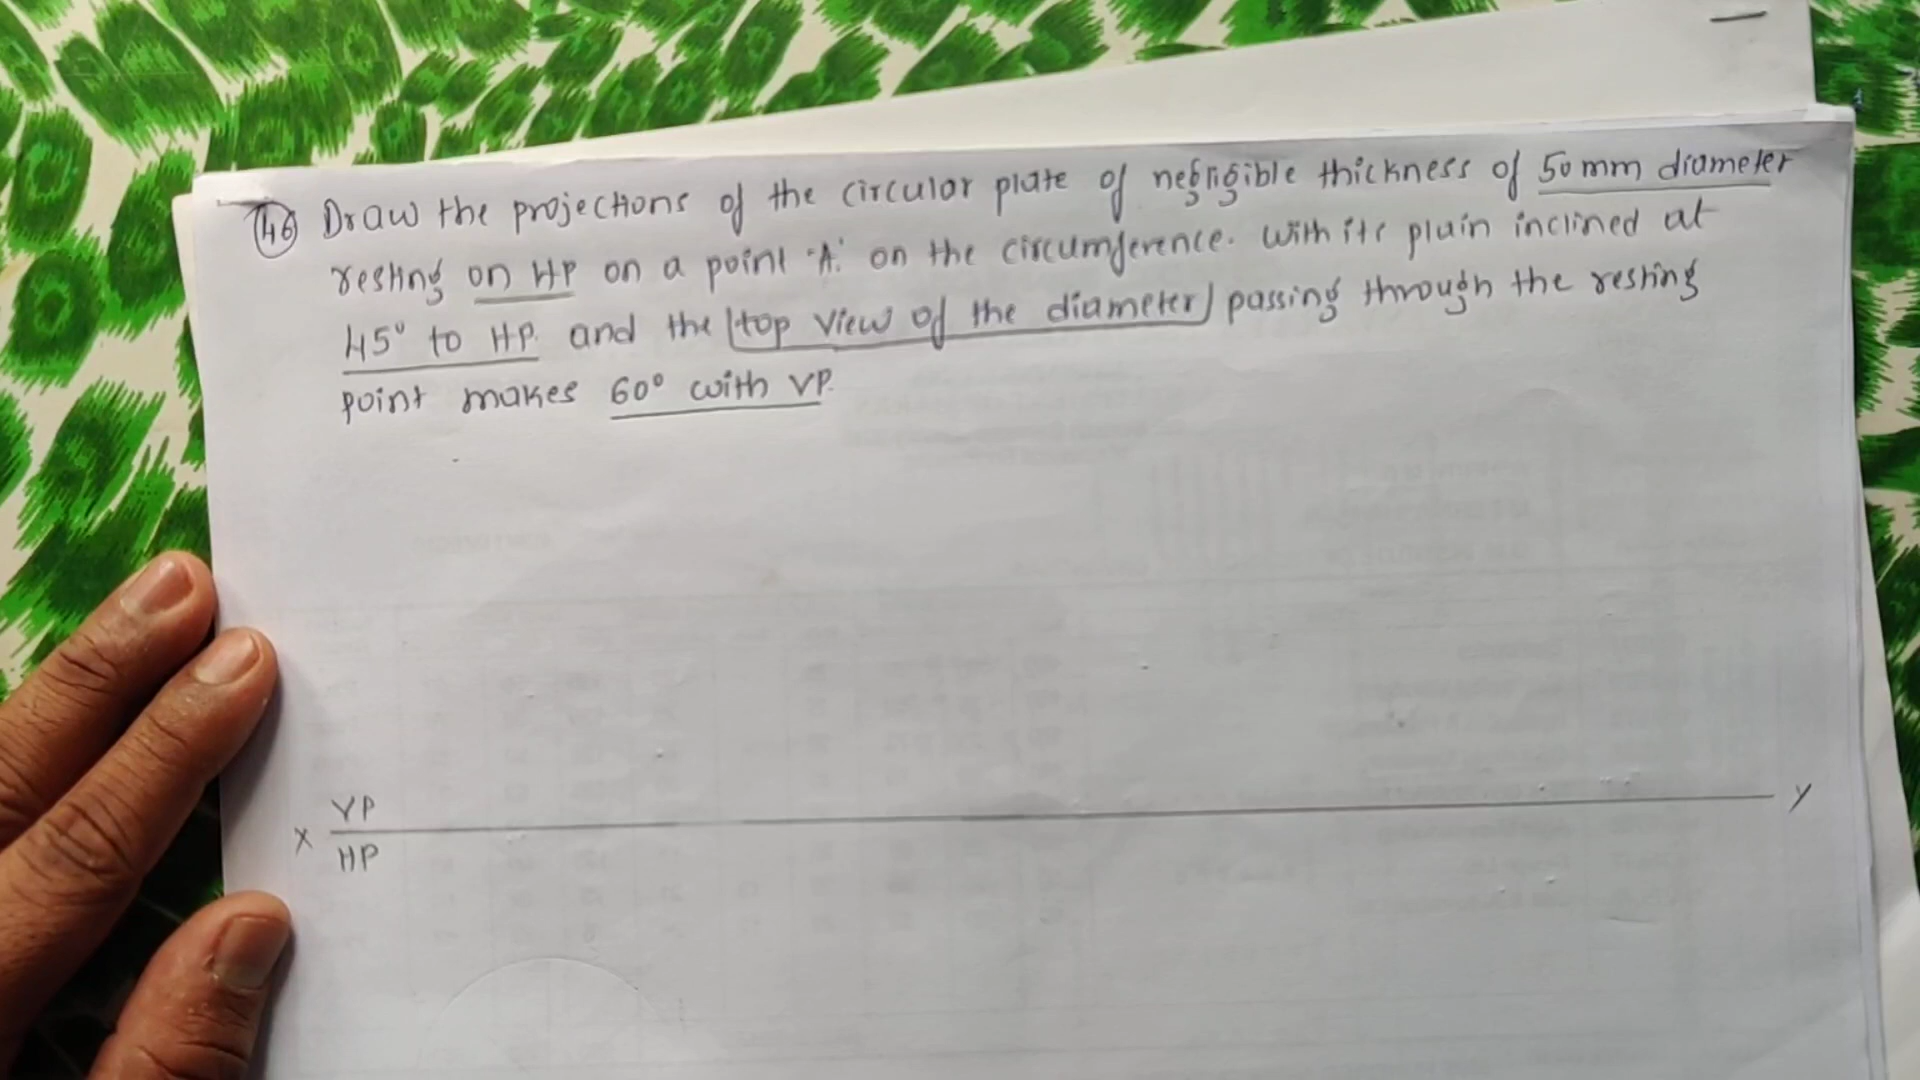 46 Draw the projections of the circular plate of negligible thickness of 50mm diameter
resting on HP on a point 'A' on the circumference. With its plain inclined at
45° to HP. and the top view of the diameter passing through the resting
point makes 60° with VP.
VP
X Y
HP